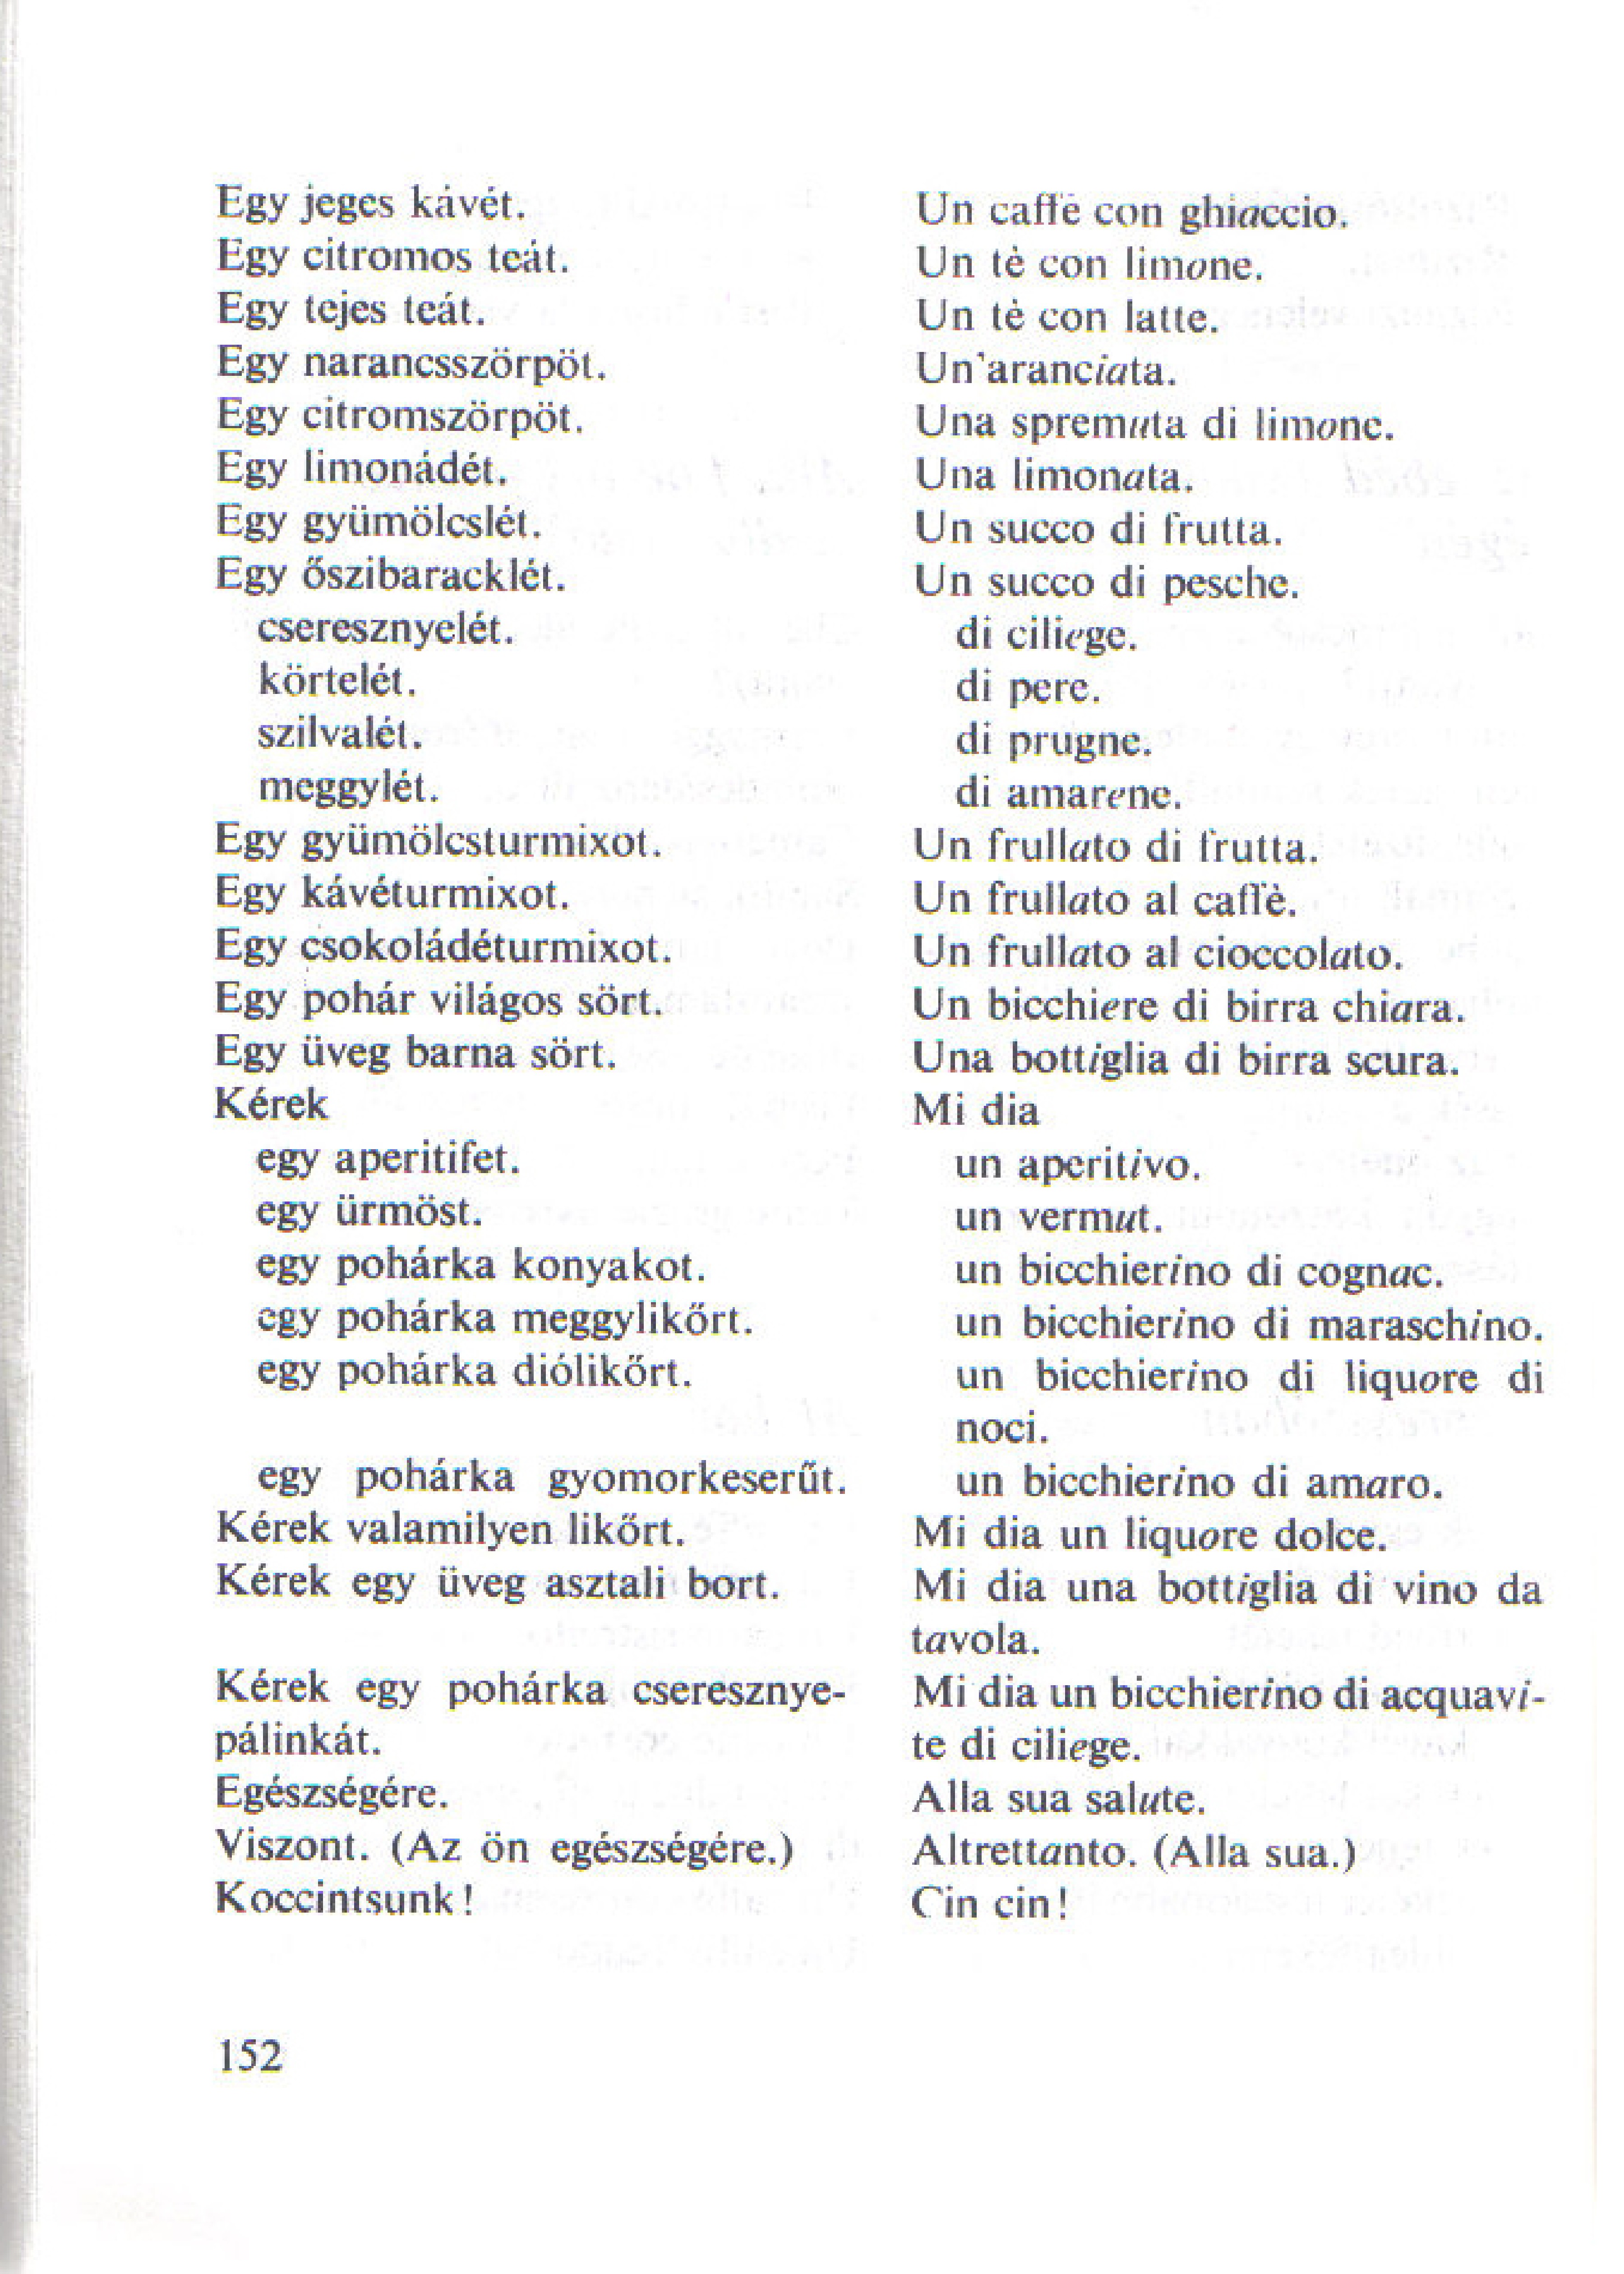 Egy jeges kávét.
Egy citromos teát.
Egy tejes teát.
Egy narancsszörpöt.
Egy citromszörpöt.
Egy limonádét.
Egy gyümölcslét.
Egy őszibaracklét.
cseresznyelét.
körtelét.
szilvalét.
meggylét.
Egy gyümölcsturmixot.
Egy kávéturmixot.
Egy csokoládéturmixot.
Egy pohár világos sört.
Egy üveg barna sört.
Kérek
egy aperitifet.
egy ürmöst.
egy pohárka konyakot.
egy pohárka meggylikőrt.
egy pohárka diólikőrt.
egy pohárka gyomorkeserűt.
Kérek valamilyen likőrt.
Kérek egy üveg asztali bort.
Kérek egy pohárka cseresznye-
pálinkát.
Egészségére.
Viszont. (Az ön egészségére.)
Koccintsunk!
Un caffè con ghiaccio.
Un tè con limone.
Un tè con latte.
Un'aranciata.
Una spremuta di limone.
Una limonata.
Un succo di frutta.
Un succo di pesche.
di ciliege.
di pere.
di prugne.
di amarene.
Un frullato di frutta.
Un frullato al caffè.
Un frullato al cioccolato.
Un bicchiere di birra chiara.
Una bottiglia di birra scura.
Mi dia
un aperitivo.
un vermut.
un bicchierino di cognac.
un bicchierino di maraschino.
un bicchierino di liquore di
noci.
un bicchierino di amaro.
Mi dia un liquore dolce.
Mi dia una bottiglia di vino da
tavola.
Mi dia un bicchierino di acquavi-
te di ciliege.
Alla sua salute.
Altrettanto. (Alla sua.)
Cin cin!
152